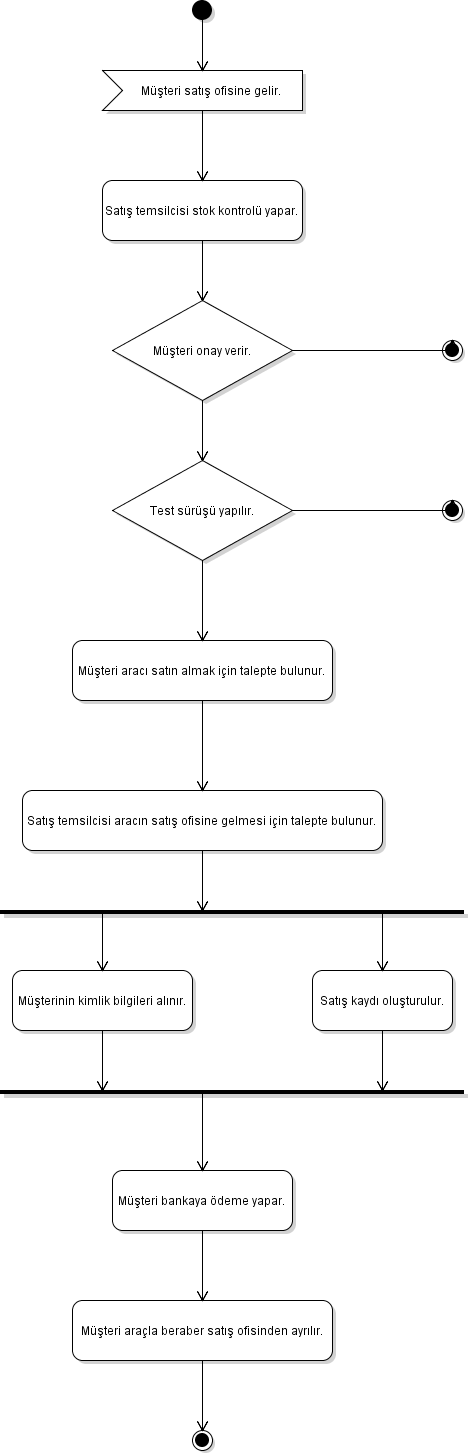 Müşteri satış ofisine gelir.
Satış temsilcisi stok kontrolü yapar.
Müşteri onay verir.
Test sürüşü yapılır.
Müşteri aracı satın almak için talepte bulunur.
Satış temsilcisi aracın satış ofisine gelmesi için talepte bulunur.
Müşterinin kimlik bilgileri alınır.
Satış kaydı oluşturulur.
Müşteri bankaya ödeme yapar.
Müşteri araçla beraber satış ofisinden ayrılır.